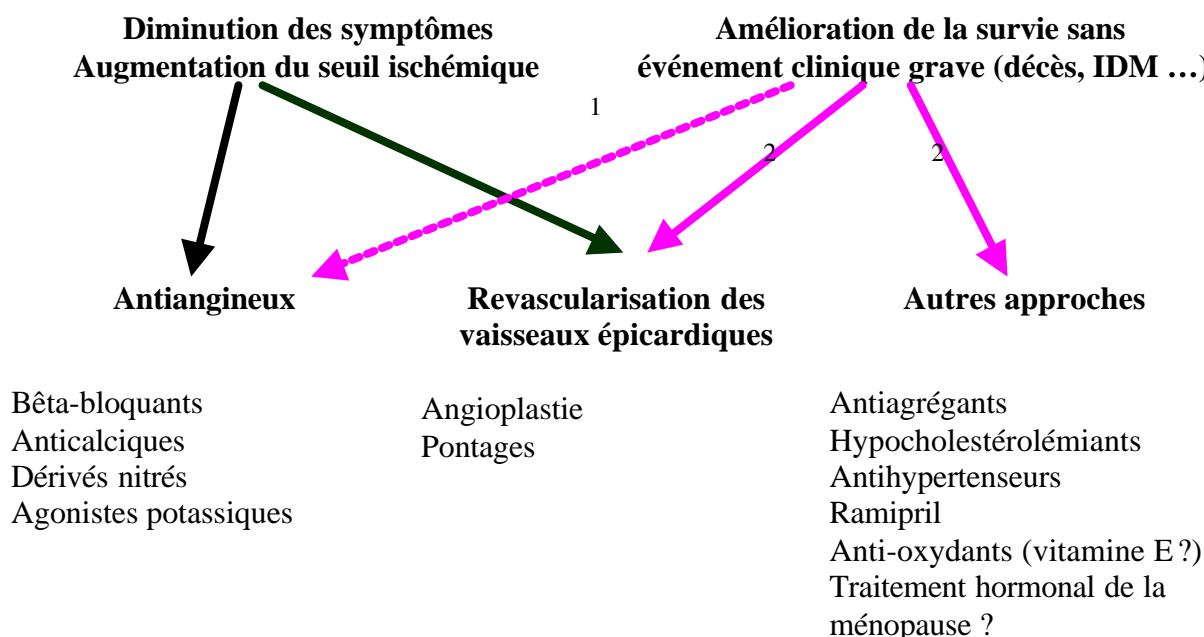 Diminution des symptômes
Augmentation du seuil ischémique
Amélioration de la survie sans
événement clinique grave (décès, IDM …)
1
2
2
Antiangineux
Revascularisation des
vaisseaux épicardiques
Autres approches
Bêta-bloquants
Anticalciques
Dérivés nitrés
Agonistes potassiques
Angioplastie
Pontages
Antiagrégants
Hypocholestérolémiants
Antihypertenseurs
Ramipril
Anti-oxydants (vitamine E ?)
Traitement hormonal de la
ménopause ?